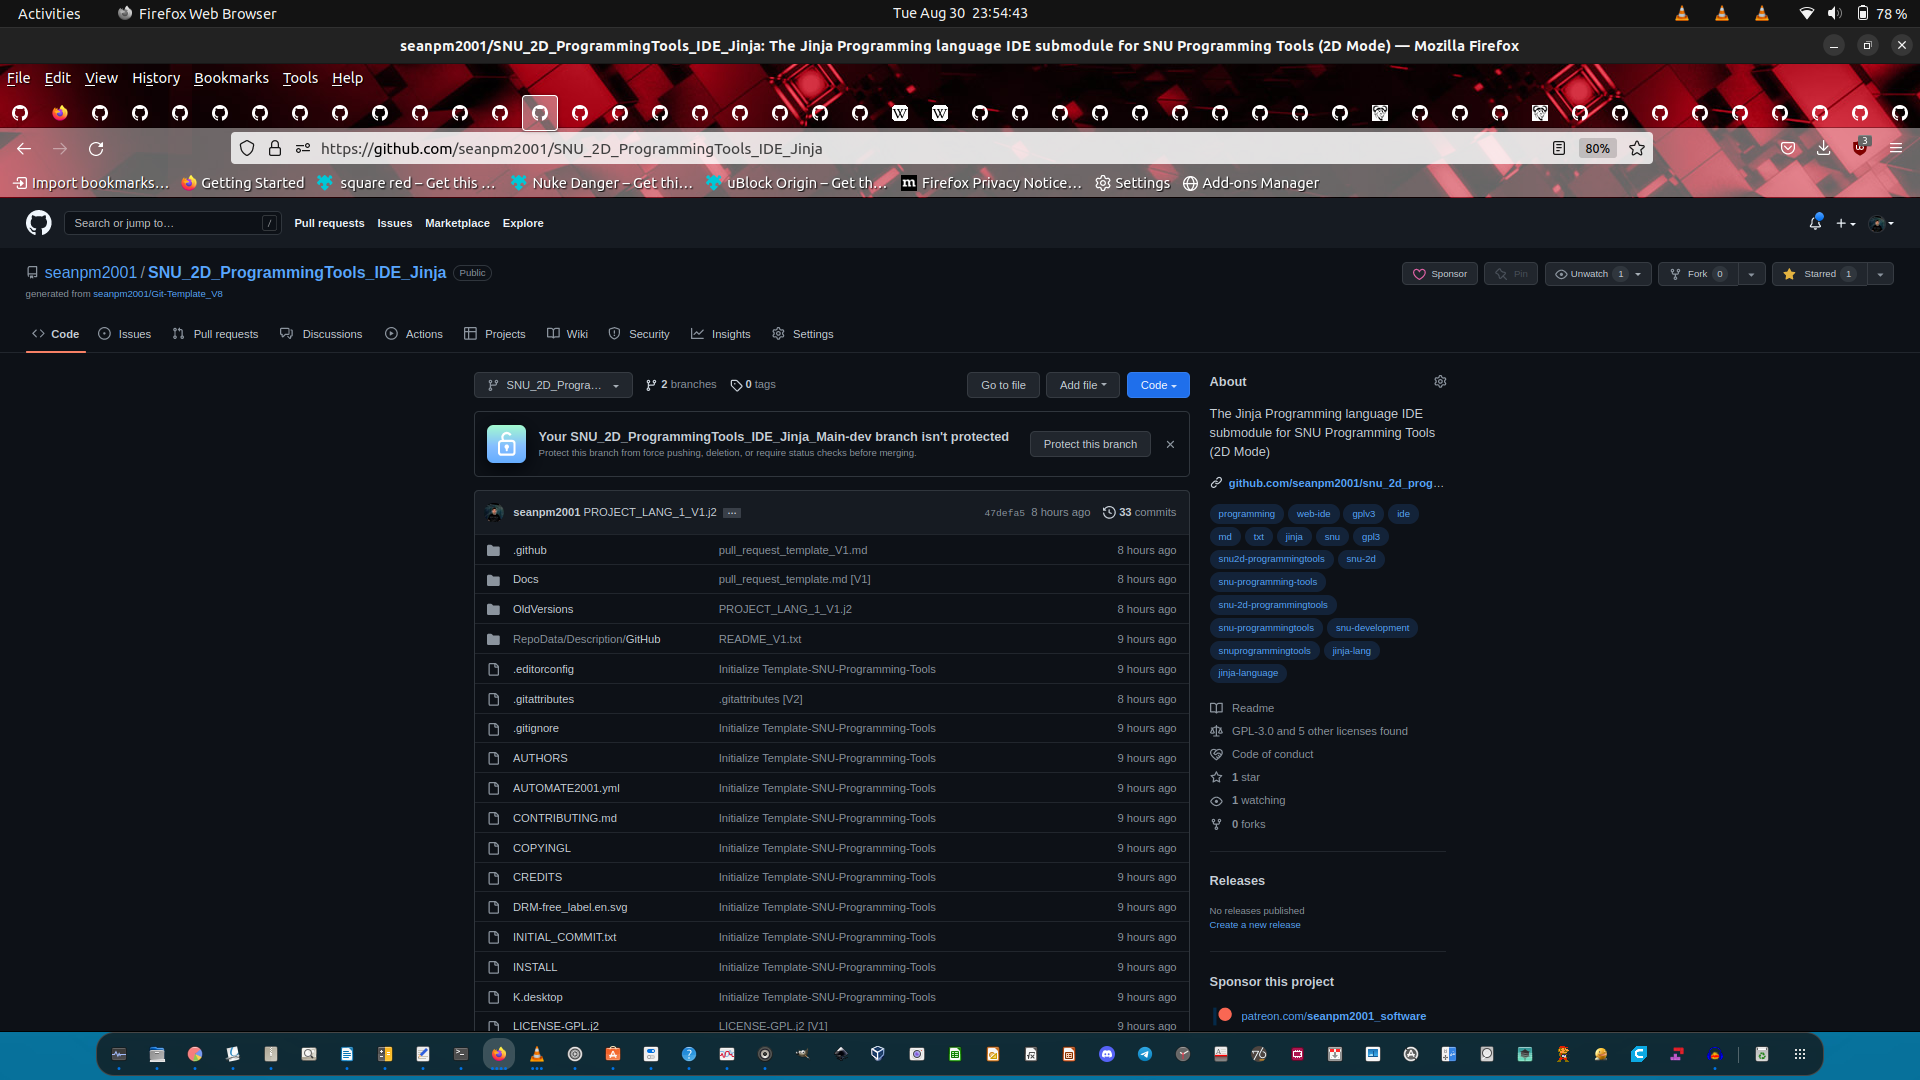 Activities Firefox Web Browser Tue Aug 30 23:54:43 78 %
seanpm2001/SNU_2D_ProgrammingTools_IDE_Jinja: The Jinja Programming language IDE submodule for SNU Programming Tools (2D Mode) — Mozilla Firefox
File Edit View History Bookmarks Tools Help
https://github.com/seanpm2001/SNU_2D_ProgrammingTools_IDE_Jinja 80% 3
Import bookmarks… Getting Started square red – Get this … Nuke Danger – Get thi… uBlock Origin – Get th… Firefox Privacy Notice… Settings Add-ons Manager
Search or jump to… / Pull requests Issues Marketplace Explore
seanpm2001 / SNU_2D_ProgrammingTools_IDE_Jinja Public Sponsor Pin Unwatch 1 Fork 0 Starred 1
generated from seanpm2001/Git-Template_V8
Code Issues Pull requests Discussions Actions Projects Wiki Security Insights Settings
SNU_2D_Progra… 2 branches 0 tags Go to file Add file Code
Your SNU_2D_ProgrammingTools_IDE_Jinja_Main-dev branch isn't protected
Protect this branch from force pushing, deletion, or require status checks before merging.
Protect this branch
seanpm2001 PROJECT_LANG_1_V1.j2 … 47defa5 8 hours ago 33 commits
.github pull_request_template_V1.md 8 hours ago
Docs pull_request_template.md [V1] 8 hours ago
OldVersions PROJECT_LANG_1_V1.j2 8 hours ago
RepoData/Description/GitHub README_V1.txt 9 hours ago
.editorconfig Initialize Template-SNU-Programming-Tools 9 hours ago
.gitattributes .gitattributes [V2] 8 hours ago
.gitignore Initialize Template-SNU-Programming-Tools 9 hours ago
AUTHORS Initialize Template-SNU-Programming-Tools 9 hours ago
AUTOMATE2001.yml Initialize Template-SNU-Programming-Tools 9 hours ago
CONTRIBUTING.md Initialize Template-SNU-Programming-Tools 9 hours ago
COPYINGL Initialize Template-SNU-Programming-Tools 9 hours ago
CREDITS Initialize Template-SNU-Programming-Tools 9 hours ago
DRM-free_label.en.svg Initialize Template-SNU-Programming-Tools 9 hours ago
INITIAL_COMMIT.txt Initialize Template-SNU-Programming-Tools 9 hours ago
INSTALL Initialize Template-SNU-Programming-Tools 9 hours ago
K.desktop Initialize Template-SNU-Programming-Tools 9 hours ago
LICENSE-GPL.j2 LICENSE-GPL.j2 [V1] 9 hours ago
About
The Jinja Programming language IDE
submodule for SNU Programming Tools
(2D Mode)
github.com/seanpm2001/snu_2d_prog…
programming web-ide gplv3 ide
md txt jinja snu gpl3
snu2d-programmingtools snu-2d
snu-programming-tools
snu-2d-programmingtools
snu-programmingtools snu-development
snuprogrammingtools jinja-lang
jinja-language
Readme
GPL-3.0 and 5 other licenses found
Code of conduct
1 star
1 watching
0 forks
Releases
No releases published
Create a new release
Sponsor this project
patreon.com/seanpm2001_software